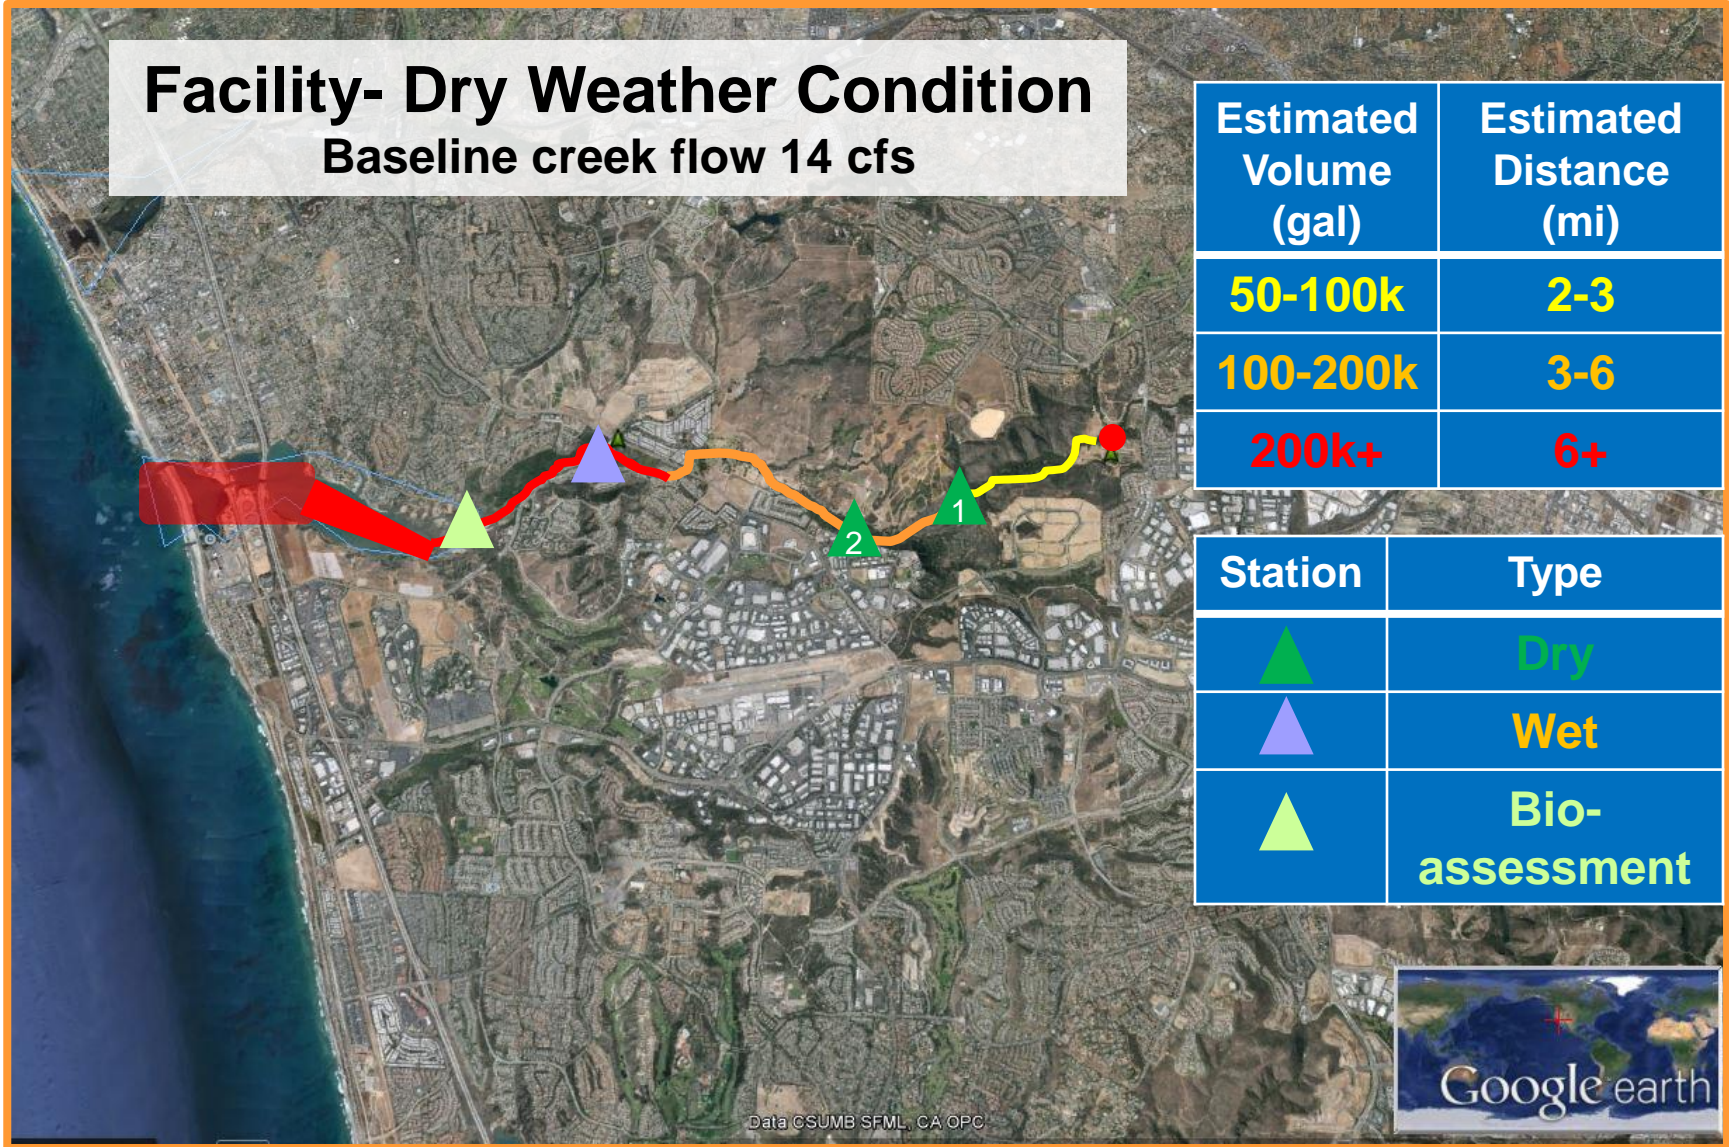 Facility- Dry Weather Condition
Baseline creek flow 14 cfs
Estimated
Volume
(gal)
Estimated
Distance
(mi)
50-100k
2-3
100-200k
3-6
200k+
6+
1
2
Station
Type
Dry
Wet
Bio-
assessment
Data CSUMB SFML, CA OPC
Google earth